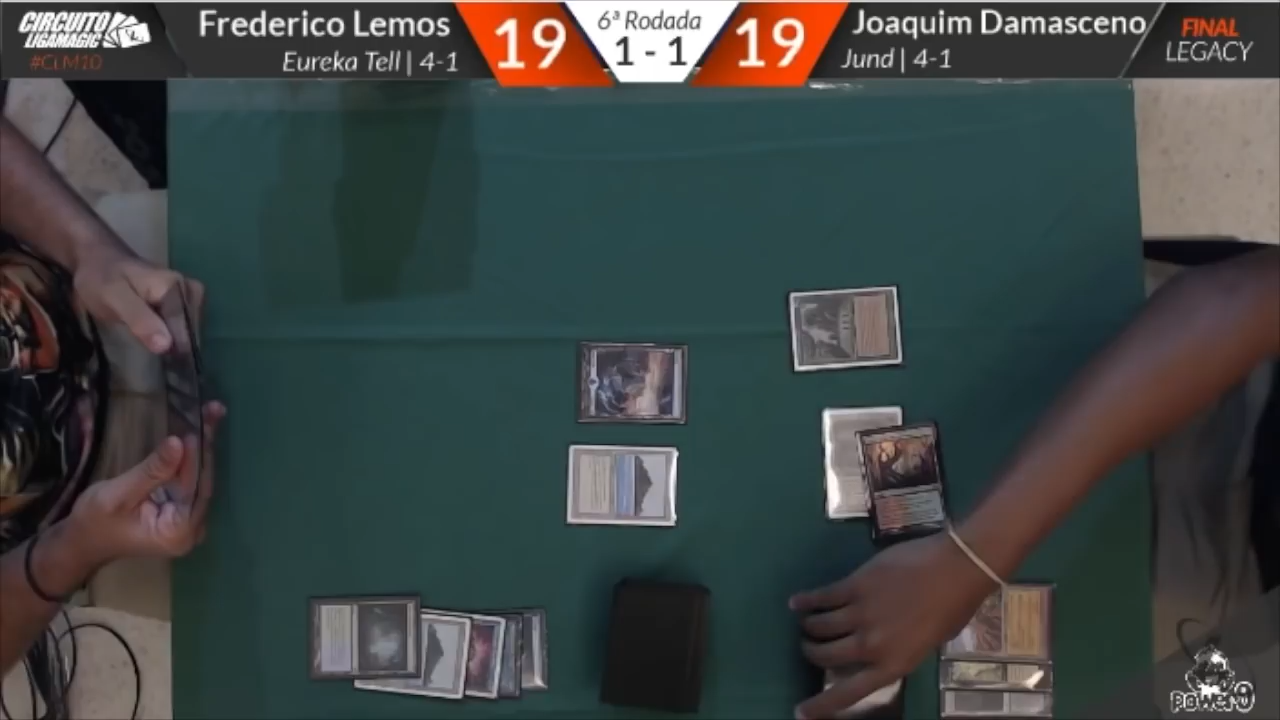 CIRCUITO
LIGAMAGIC
#CLM10
Frederico Lemos
Eureka Tell | 4-1
19
6ª Rodada
1 - 1
19
Joaquim Damasceno
Jund | 4-1
FINAL
LEGACY
power9